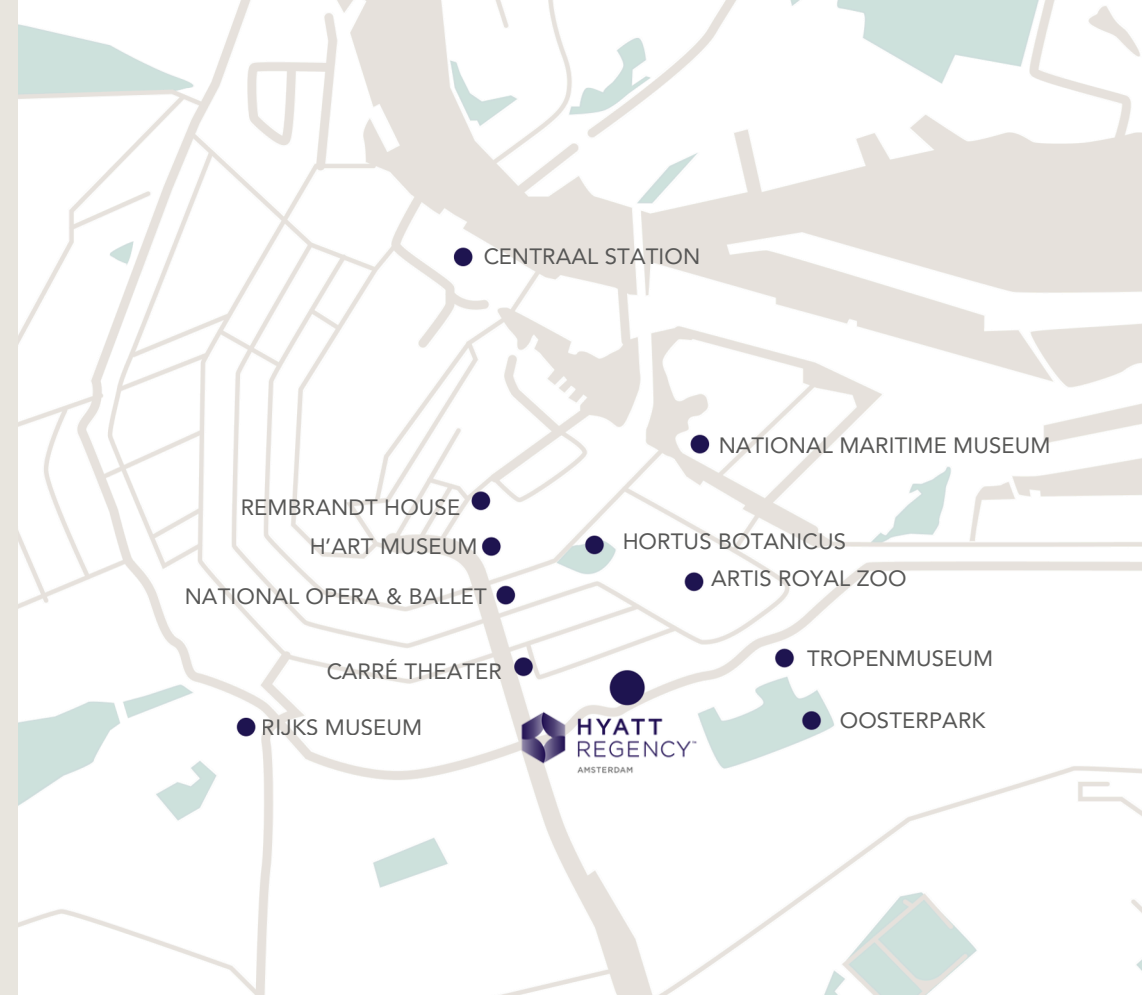 CENTRAAL STATION
NATIONAL MARITIME MUSEUM
REMBRANDT HOUSE
H'ART MUSEUM
HORTUS BOTANICUS
ARTIS ROYAL ZOO
NATIONAL OPERA & BALLET
CARRÉ THEATER
TROPENMUSEUM
RIJKS MUSEUM
OOSTERPARK
HYATT
REGENCY™
AMSTERDAM